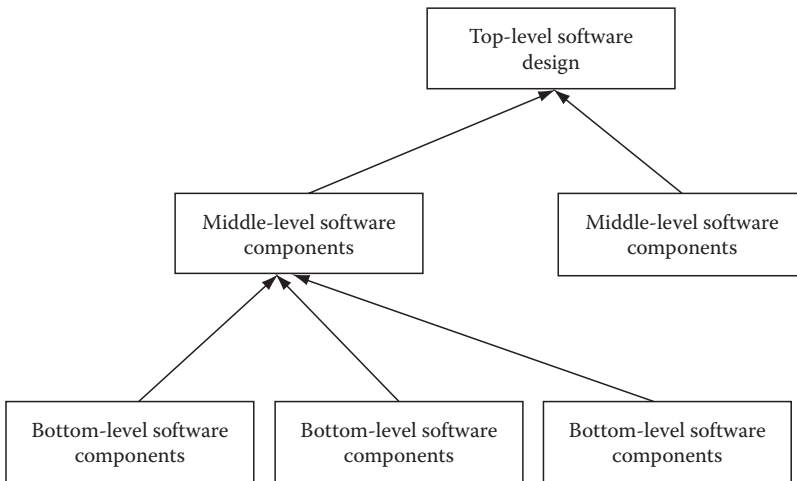 Top-level software
design
Middle-level software
components
Middle-level software
components
Bottom-level software
components
Bottom-level software
components
Bottom-level software
components